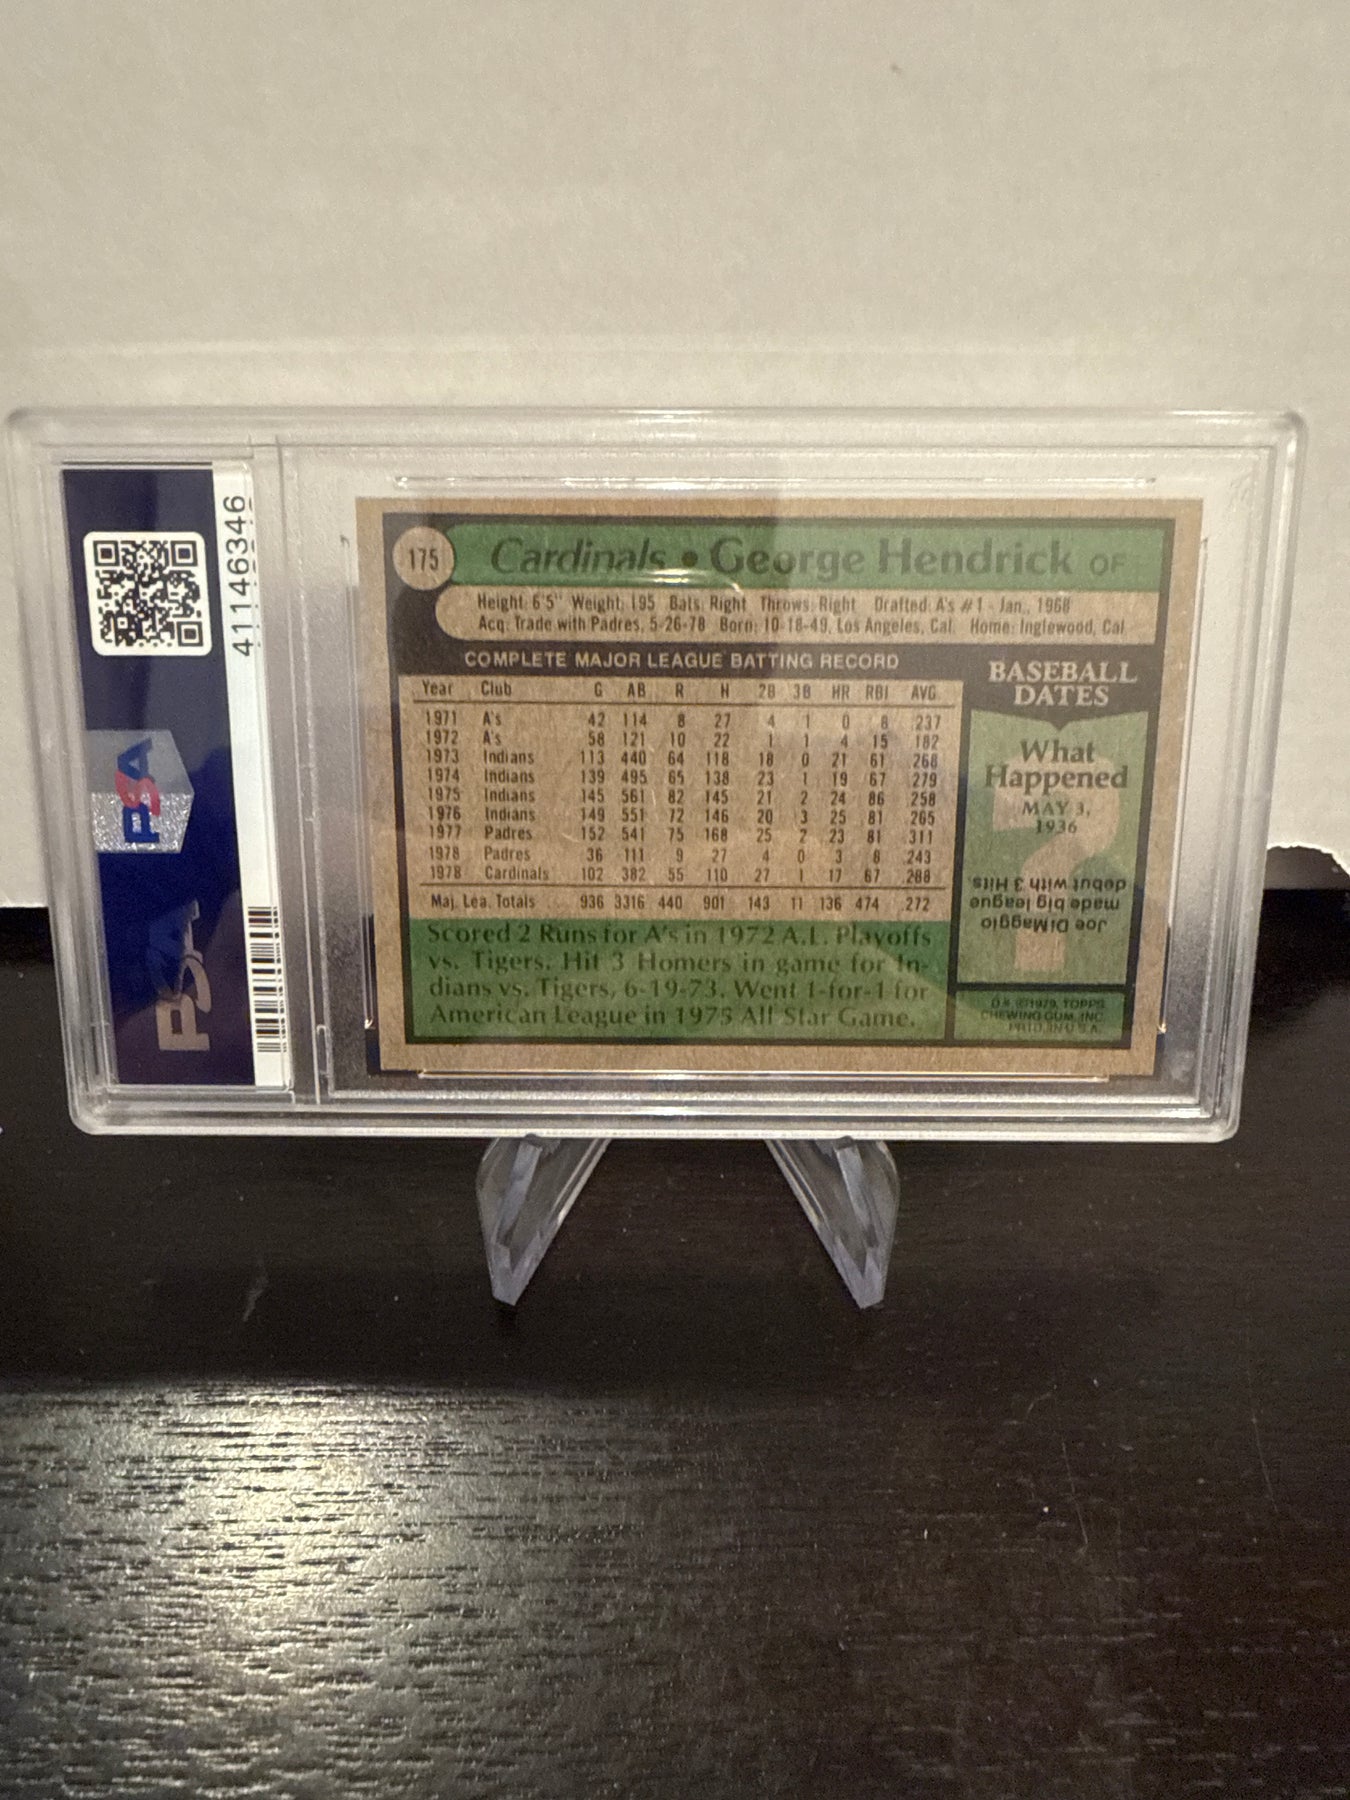 41146346
PSA
PSA
175
Cardinals • George Hendrick OF
Height: 6'5" Weight: 195 Bats: Right Throws: Right Drafted: A's #1 - Jan., 1968
Acq: Trade with Padres, 5-26-78 Born: 10-18-49, Los Angeles, Cal. Home: Inglewood, Cal.
COMPLETE MAJOR LEAGUE BATTING RECORD
Year Club G AB R H 2B 3B HR RBI AVG.
1971 A's 42 114 8 27 4 1 0 8 .237
1972 A's 58 121 10 22 1 1 4 15 .182
1973 Indians 113 440 64 118 18 0 21 61 .268
1974 Indians 139 495 65 138 23 1 19 67 .279
1975 Indians 145 561 82 145 21 2 24 86 .258
1976 Indians 149 551 72 146 20 3 25 81 .265
1977 Padres 152 541 75 168 25 2 23 81 .311
1978 Padres 36 111 9 27 4 0 3 8 .243
1978 Cardinals 102 382 55 110 27 1 17 67 .288
Maj. Lea. Totals 936 3316 440 901 143 11 136 474 .272
Scored 2 Runs for A's in 1972 A.L. Playoffs
vs. Tigers. Hit 3 Homers in game for In-
dians vs. Tigers, 6-19-73. Went 1-for-1 for
American League in 1975 All Star Game.
BASEBALL
DATES
What
Happened
MAY 3,
1936
?
Joe DiMaggio
made big league
debut with 3 Hits.
© 1979, TOPPS
CHEWING GUM, INC.
PRTD. IN U.S.A.